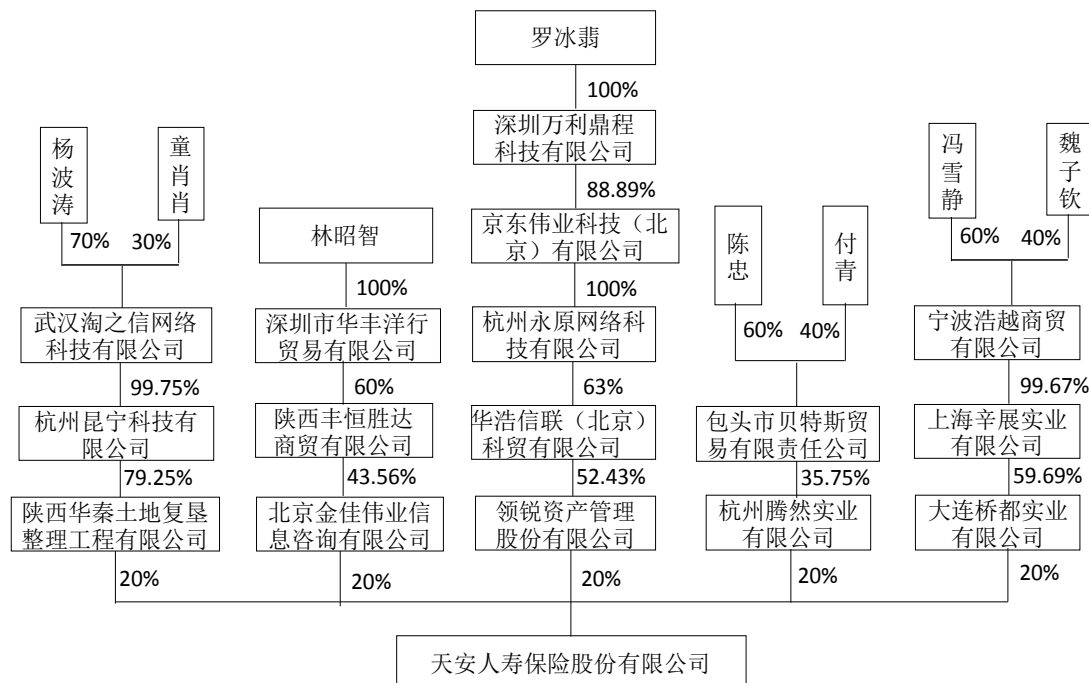 罗冰翡
100%
深圳万利鼎程
科技有限公司
88.89%
杨波涛
童肖肖
冯雪静
魏子钦
70%
30%
林昭智
京东伟业科技（北
京）有限公司
陈忠
付青
60%
40%
100%
100%
武汉淘之信网络
科技有限公司
深圳市华丰洋行
贸易有限公司
杭州永原网络科
技有限公司
60%
40%
宁波浩越商贸
有限公司
99.75%
60%
63%
99.67%
杭州昆宁科技有
限公司
陕西丰恒胜达
商贸有限公司
华浩信联（北京）
科贸有限公司
包头市贝特斯贸
易有限责任公司
上海辛展实业
有限公司
79.25%
43.56%
52.43%
35.75%
59.69%
陕西华秦土地复垦
整理工程有限公司
北京金佳伟业信
息咨询有限公司
领锐资产管理
股份有限公司
杭州腾然实业
有限公司
大连桥都实业
有限公司
20%
20%
20%
20%
20%
天安人寿保险股份有限公司